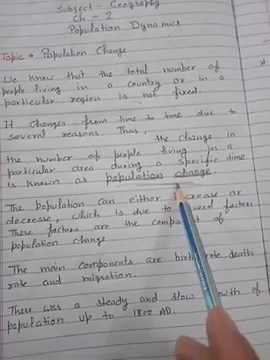 Subject - Geography
Ch - 2
Population Dynamics
Topic → Population Change
We know that the total number of
people living in a country or in a
particular region is not fixed.
It changes from time to time due to
several reasons. Thus, the change in
the number of people living in a
particular area during a specific time
is known as population change.
The population can either increase or
decrease, which is due to factors
These factors are the component of
population change
The main components are birth rate, death
rate and migration.
There was a steady and slow growth of
population up to 1800 AD.